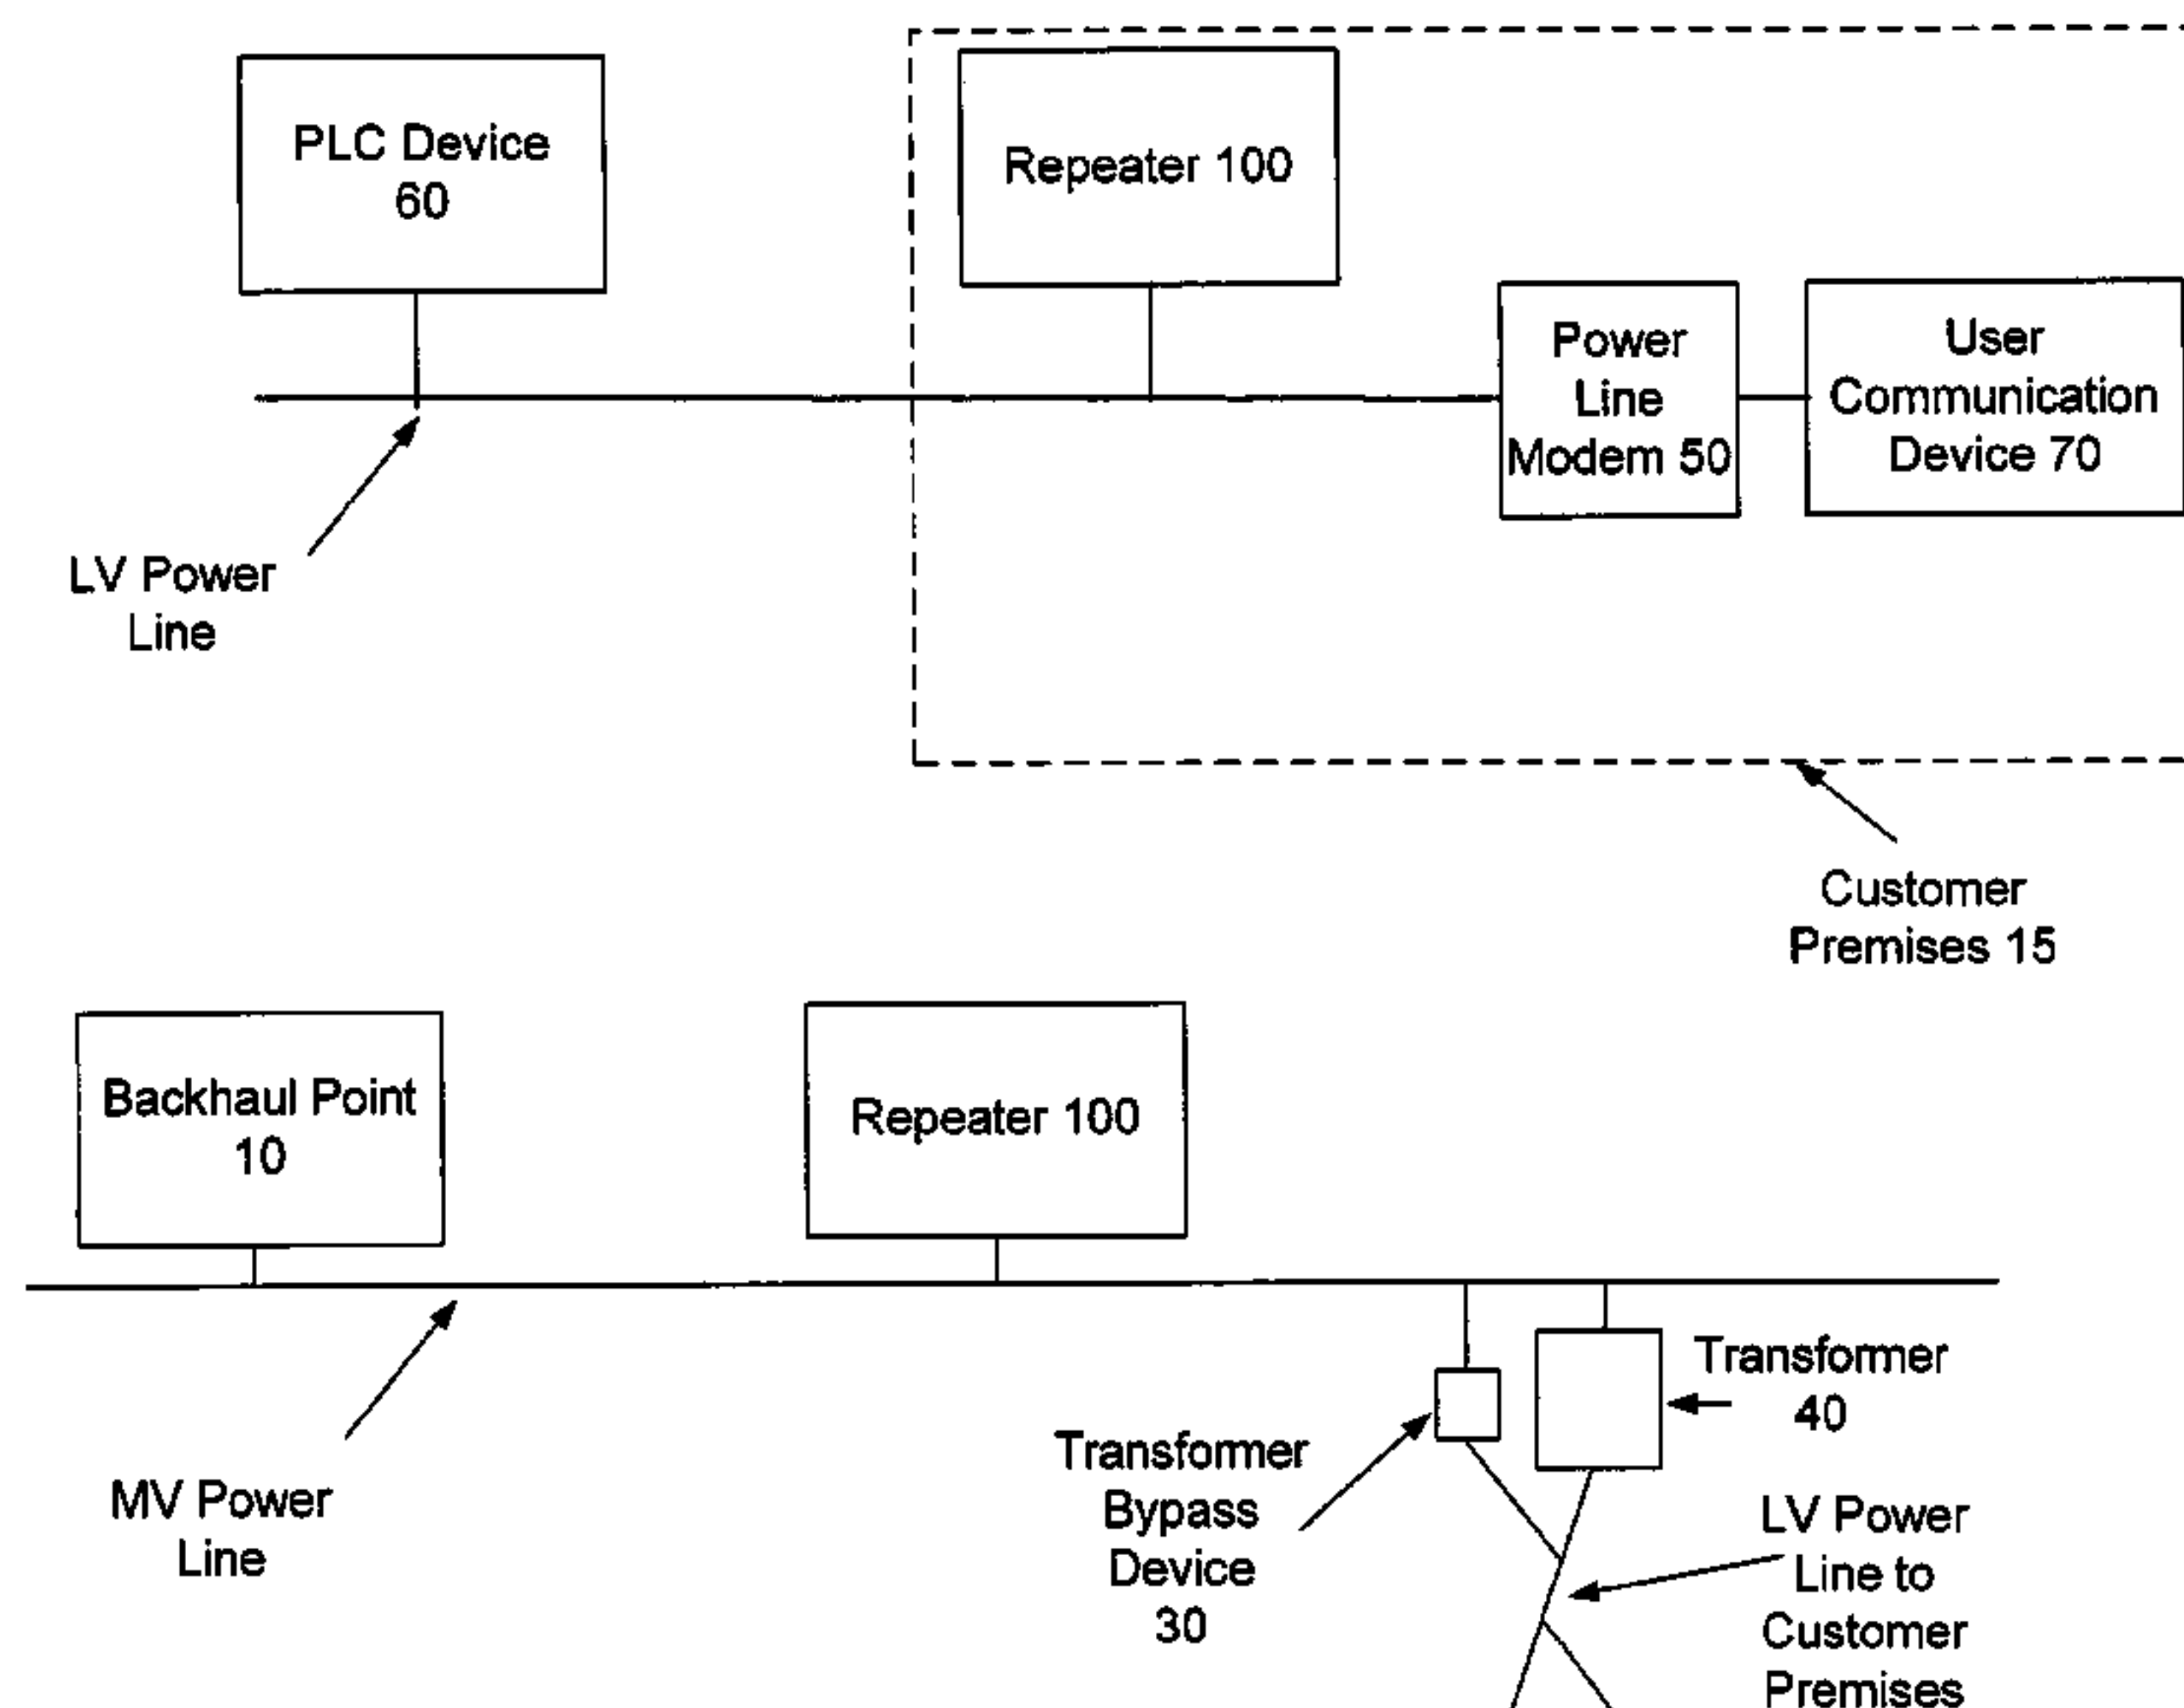 PLC Device
60
Repeater 100
Power
Line
Modem 50
User
Communication
Device 70
LV Power
Line
Customer
Premises 15
Backhaul Point
10
Repeater 100
MV Power
Line
Transformer
Bypass
Device
30
Transformer
40
LV Power
Line to
Customer
Premises